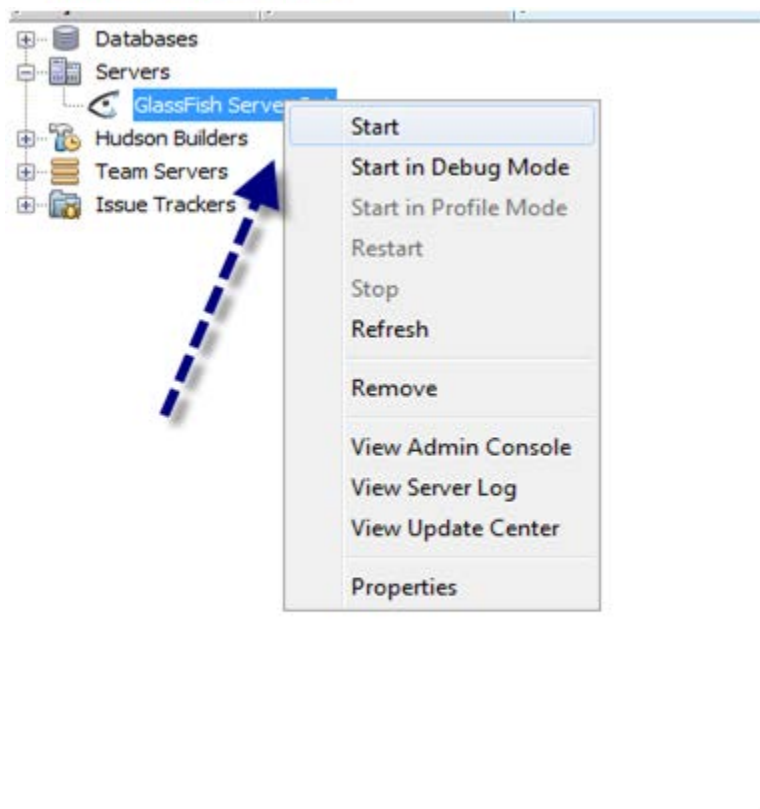 Databases
Servers
GlassFish Serve
Hudson Builders
Team Servers
Issue Trackers
Start
Start in Debug Mode
Start in Profile Mode
Restart
Stop
Refresh
Remove
View Admin Console
View Server Log
View Update Center
Properties